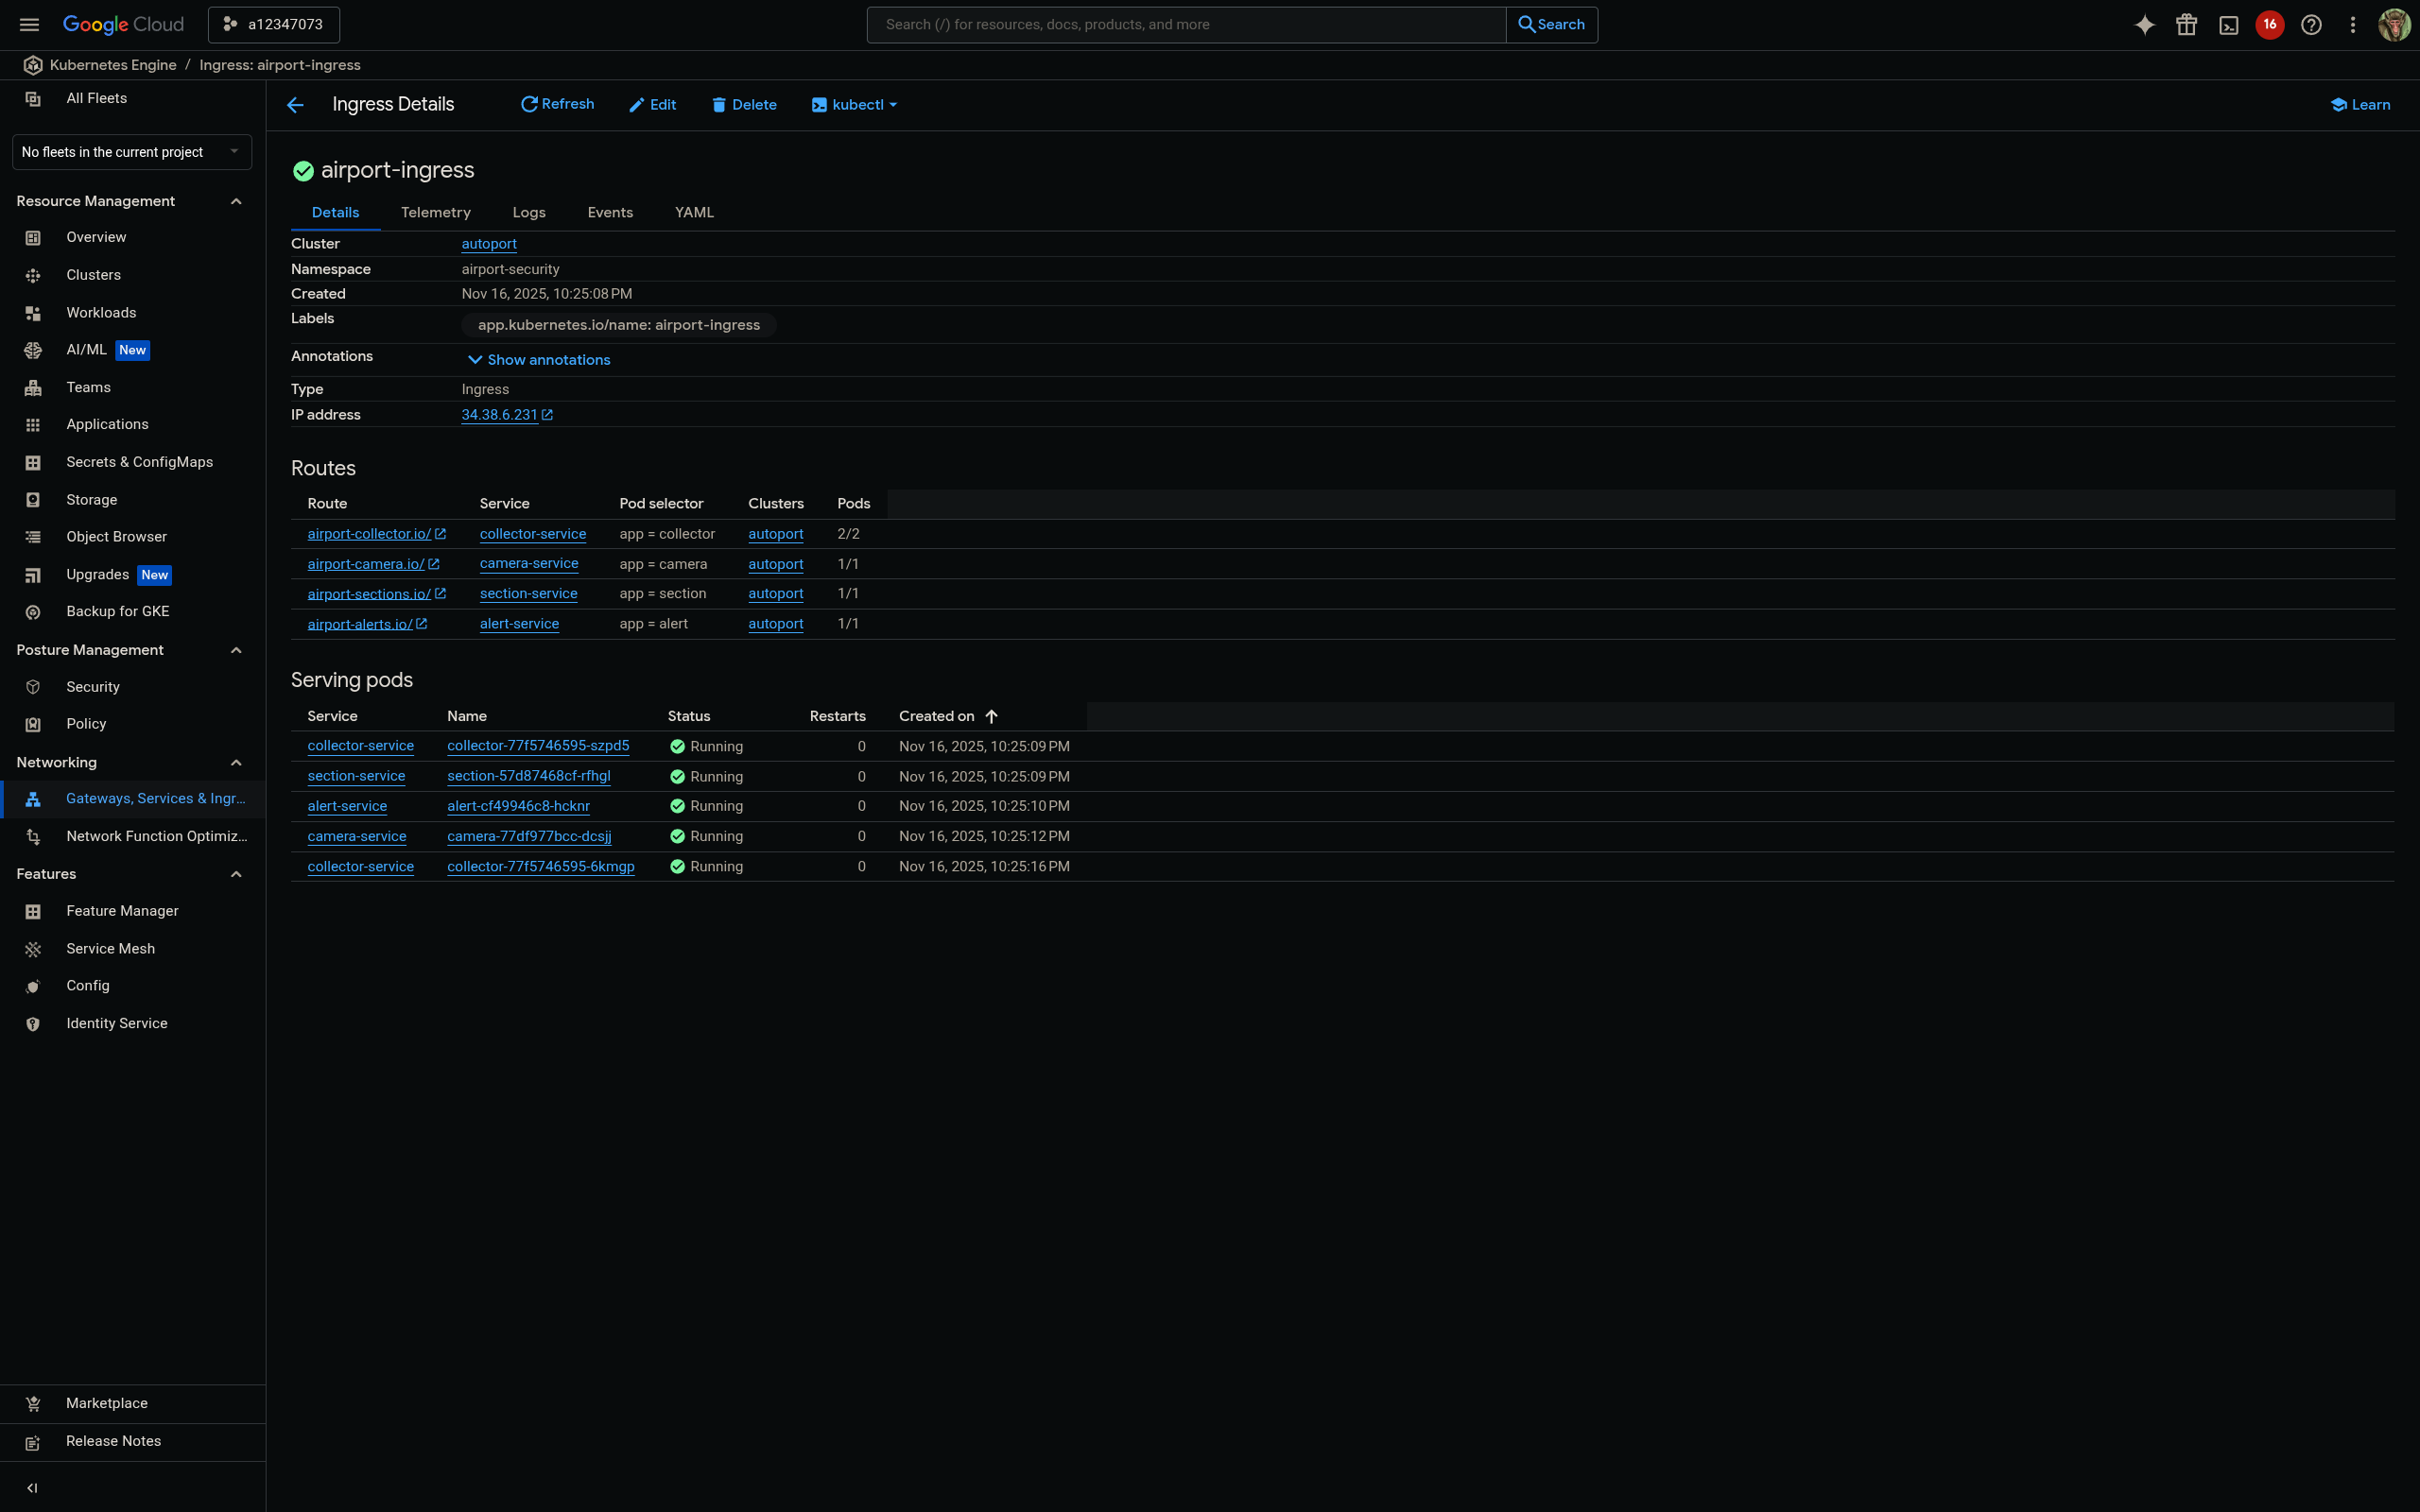 Google Cloud
a12347073
Search (/) for resources, docs, products, and more
Search
16
Kubernetes Engine / Ingress: airport-ingress
All Fleets
No fleets in the current project
Resource Management
Overview
Clusters
Workloads
AI/ML New
Teams
Applications
Secrets & ConfigMaps
Storage
Object Browser
Upgrades New
Backup for GKE
Posture Management
Security
Policy
Networking
Gateways, Services & Ingr...
Network Function Optimiz...
Features
Feature Manager
Service Mesh
Config
Identity Service
Marketplace
Release Notes
Ingress Details
Refresh
Edit
Delete
kubectl
Learn
airport-ingress
Details Telemetry Logs Events YAML
Cluster autoport
Namespace airport-security
Created Nov 16, 2025, 10:25:08 PM
Labels app.kubernetes.io/name: airport-ingress
Annotations Show annotations
Type Ingress
IP address 34.38.6.231
Routes
Route Service Pod selector Clusters Pods
airport-collector.io/ collector-service app = collector autoport 2/2
airport-camera.io/ camera-service app = camera autoport 1/1
airport-sections.io/ section-service app = section autoport 1/1
airport-alerts.io/ alert-service app = alert autoport 1/1
Serving pods
Service Name Status Restarts Created on
collector-service collector-77f5746595-szpd5 Running 0 Nov 16, 2025, 10:25:09 PM
section-service section-57d87468cf-rfhgl Running 0 Nov 16, 2025, 10:25:09 PM
alert-service alert-cf49946c8-hcknr Running 0 Nov 16, 2025, 10:25:10 PM
camera-service camera-77df977bcc-dcsjj Running 0 Nov 16, 2025, 10:25:12 PM
collector-service collector-77f5746595-6kmgp Running 0 Nov 16, 2025, 10:25:16 PM